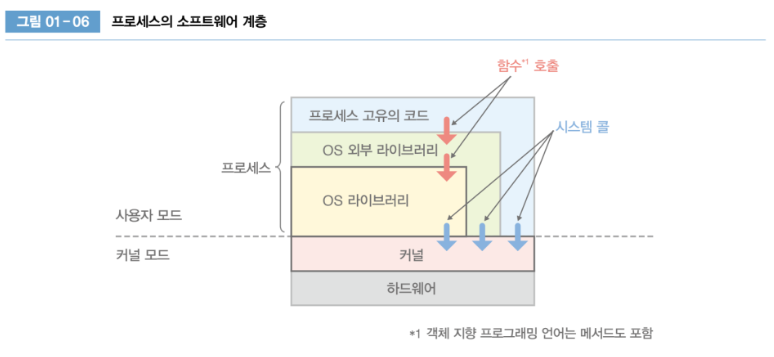 그림 01-06 프로세스의 소프트웨어 계층
함수*1 호출
프로세스 고유의 코드
시스템 콜
OS 외부 라이브러리
프로세스
OS 라이브러리
사용자 모드
커널 모드
커널
하드웨어
*1 객체 지향 프로그래밍 언어는 메서드도 포함